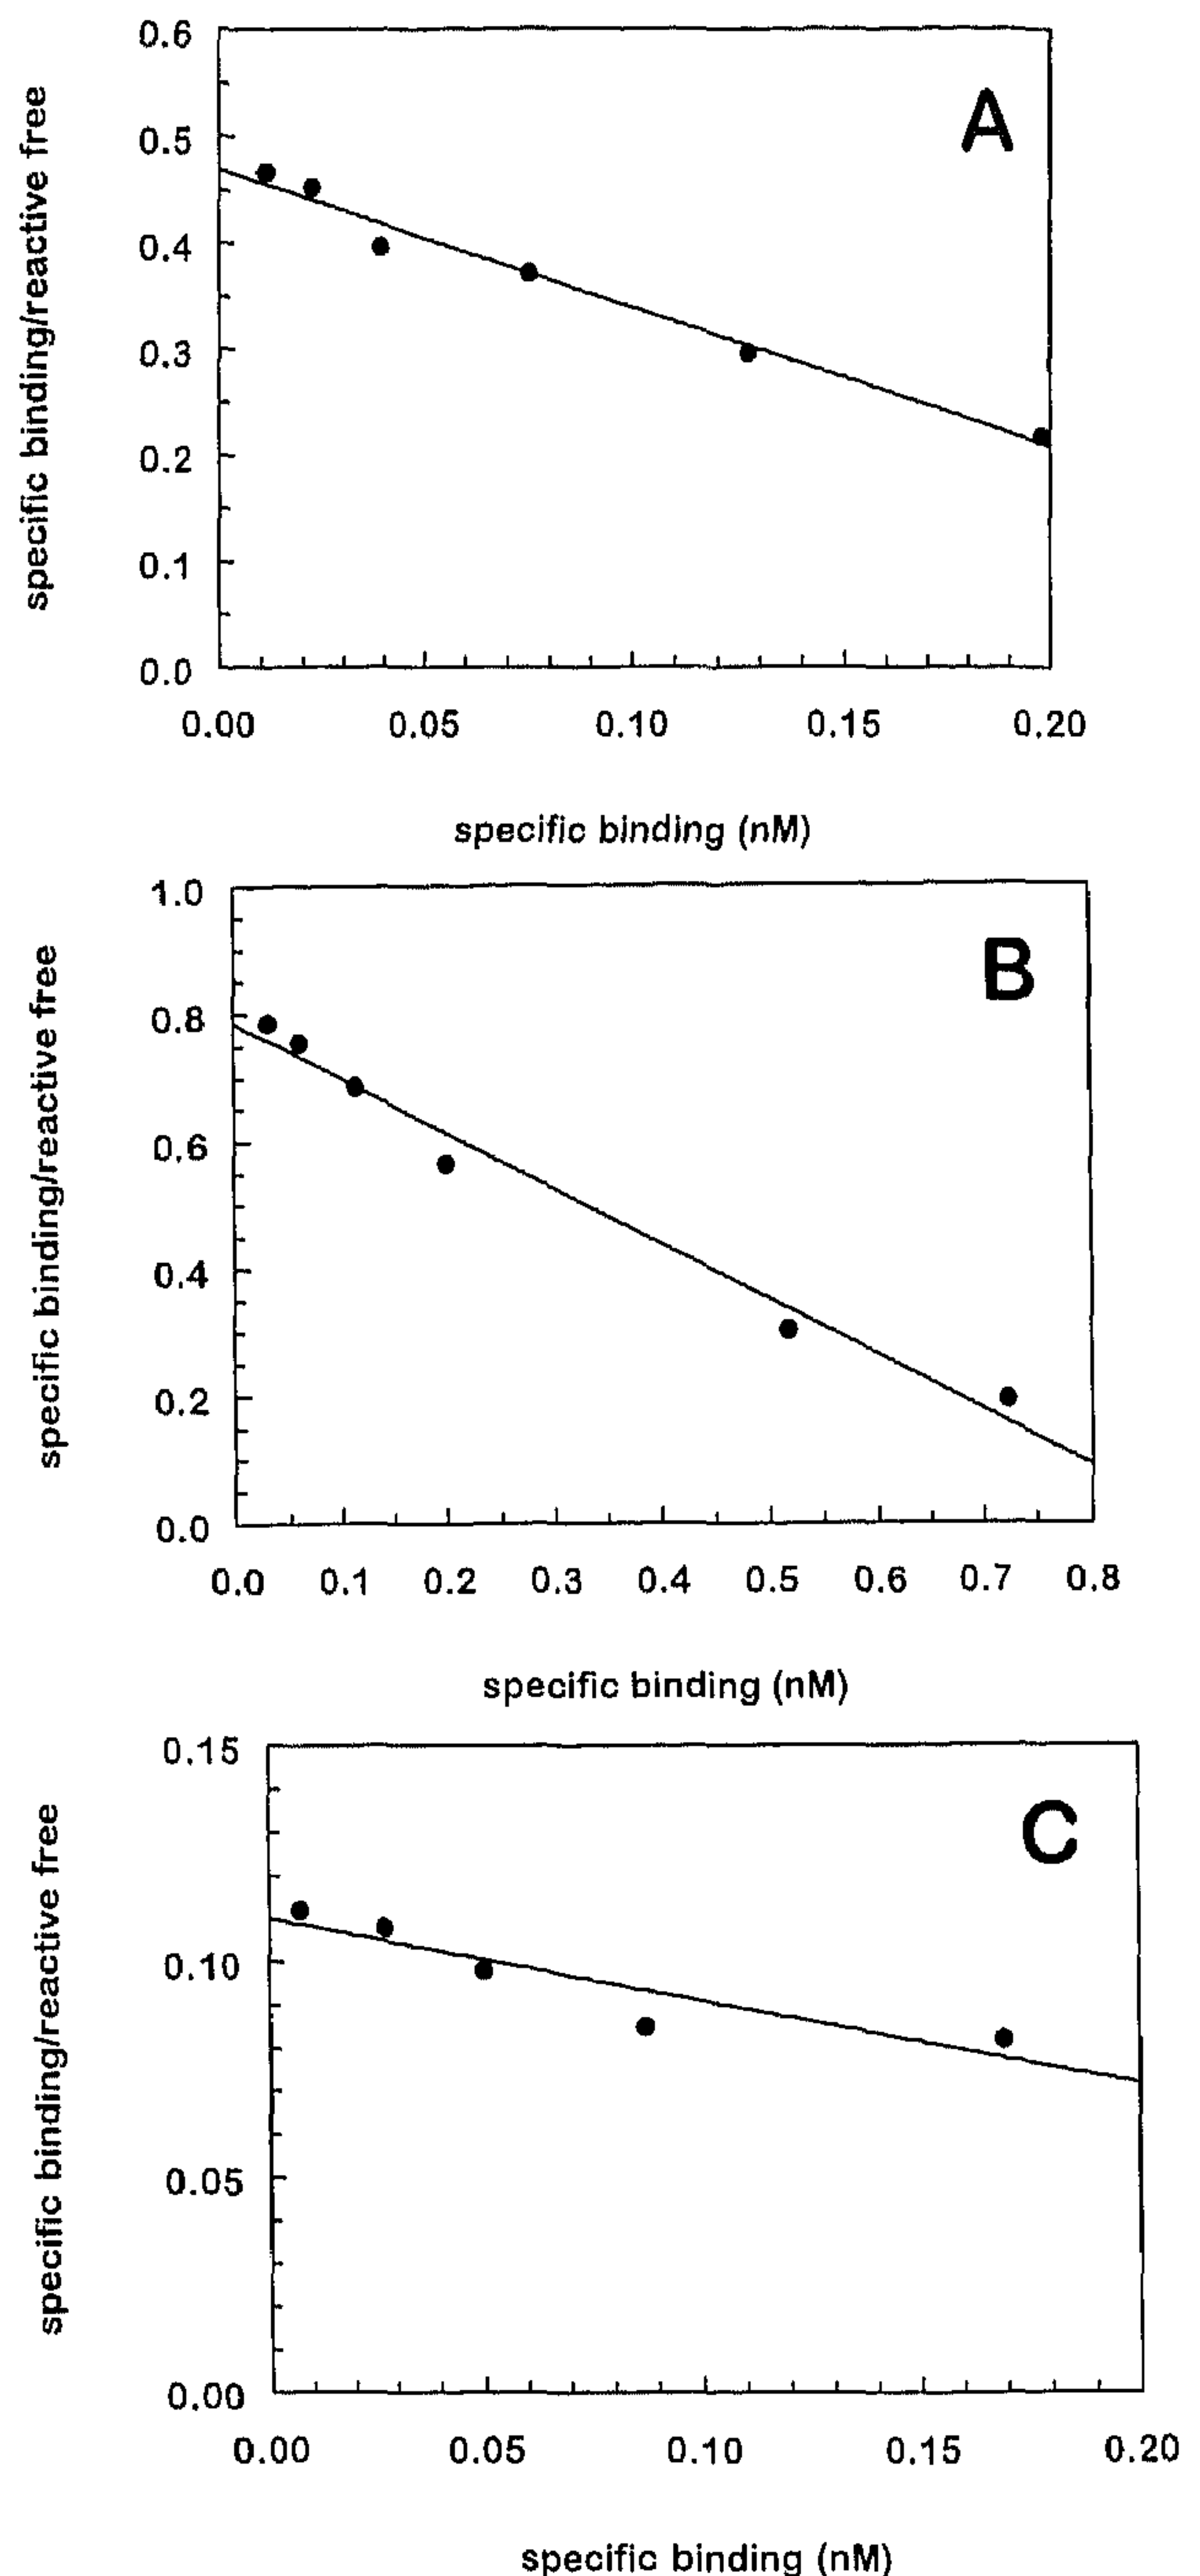 0.6
0.5
0.4
0.3
0.2
0.1
0.0
specific binding/reactive free
A
0.00 0.05 0.10 0.15 0.20
specific binding (nM)
1.0
0.8
0.6
0.4
0.2
0.0
specific binding/reactive free
B
0.0 0.1 0.2 0.3 0.4 0.5 0.6 0.7 0.8
specific binding (nM)
0.15
0.10
0.05
0.00
specific binding/reactive free
C
0.00 0.05 0.10 0.15 0.20
specific binding (nM)